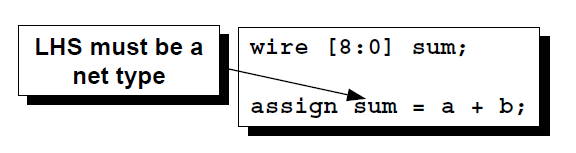 LHS must be a
net type
wire [8:0] sum;
assign sum = a + b;